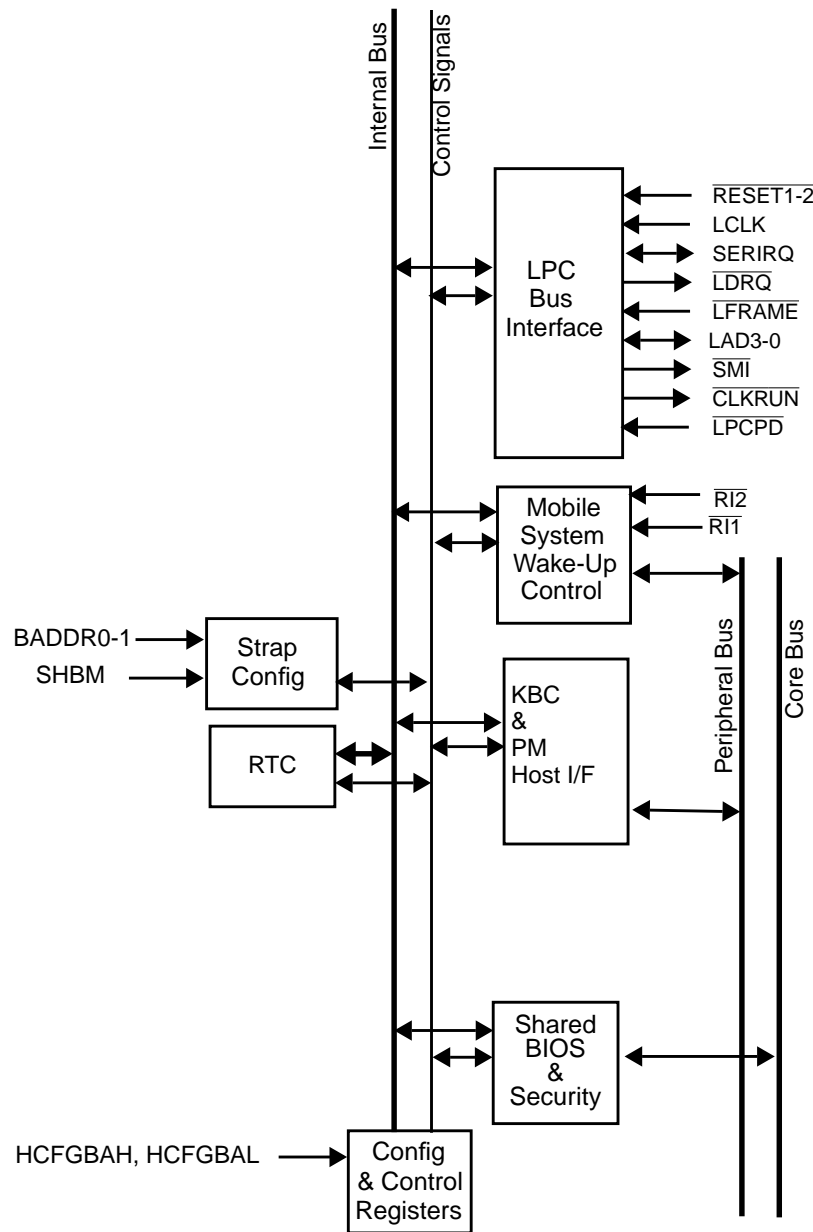 Internal Bus
Control Signals
LPC
Bus
Interface
RESET1-2
LCLK
SERIRQ
LDRQ
LFRAME
LAD3-0
SMI
CLKRUN
LPCPD
Mobile
System
Wake-Up
Control
RI2
RI1
Peripheral Bus
Core Bus
BADDR0-1
SHBM
Strap
Config
KBC
&
PM
Host I/F
RTC
Shared
BIOS
&
Security
HCFGBAH, HCFGBAL
Config
& Control
Registers